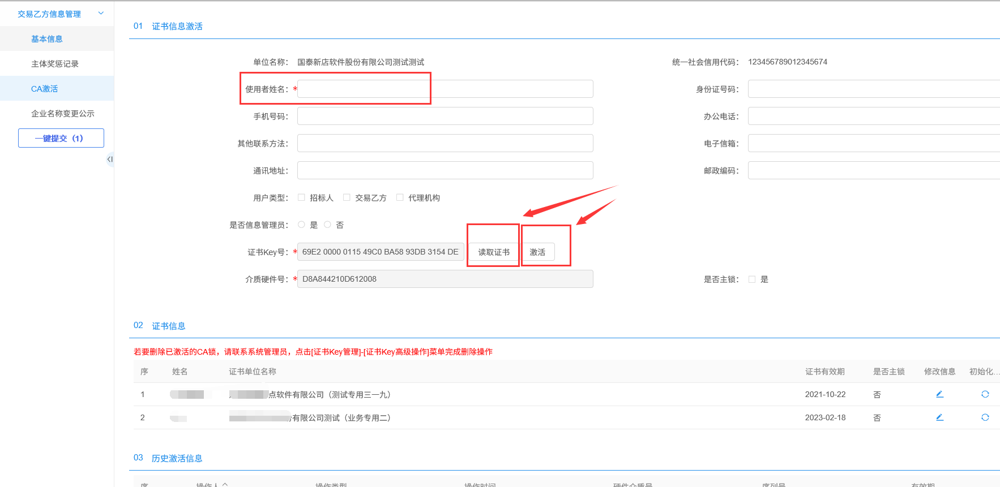 交易乙方信息管理
基本信息
主体奖惩记录
CA激活
企业名称变更公示
一键提交（1）
01 证书信息激活
单位名称： 国泰新店软件股份有限公司测试测试 统一社会信用代码： 123456789012345674
使用者姓名：* 身份证号码：
手机号码： 办公电话：
其他联系方法： 电子信箱：
通讯地址： 邮政编码：
用户类型： 招标人 交易乙方 代理机构
是否信息管理员： 是 否
证书Key号：* 69E2 0000 0115 49C0 BA58 93DB 3154 DE 读取证书 激活
介质硬件号：* D8A844210D612008 是否主锁： 是
02 证书信息
若要删除已激活的CA锁，请联系系统管理员，点击[证书Key管理]-[证书Key高级操作]菜单完成删除操作
序 姓名 证书单位名称 证书有效期 是否主锁 修改信息 初始化...
1 点软件有限公司（测试专用三一九） 2021-10-22 否
2 有限公司测试（业务专用二） 2023-02-18 否
03 历史激活信息
序 操作人 操作类型 操作时间 硬件介质号 序列号 有效期